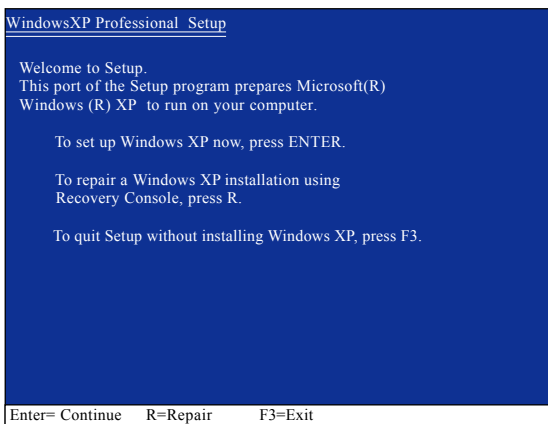 WindowsXP Professional  Setup
Welcome to Setup.
This port of the Setup program prepares Microsoft(R)
Windows (R) XP  to run on your computer.
To set up Windows XP now, press ENTER.
To repair a Windows XP installation using
Recovery Console, press R.
To quit Setup without installing Windows XP, press F3.
Enter= Continue    R=Repair    F3=Exit